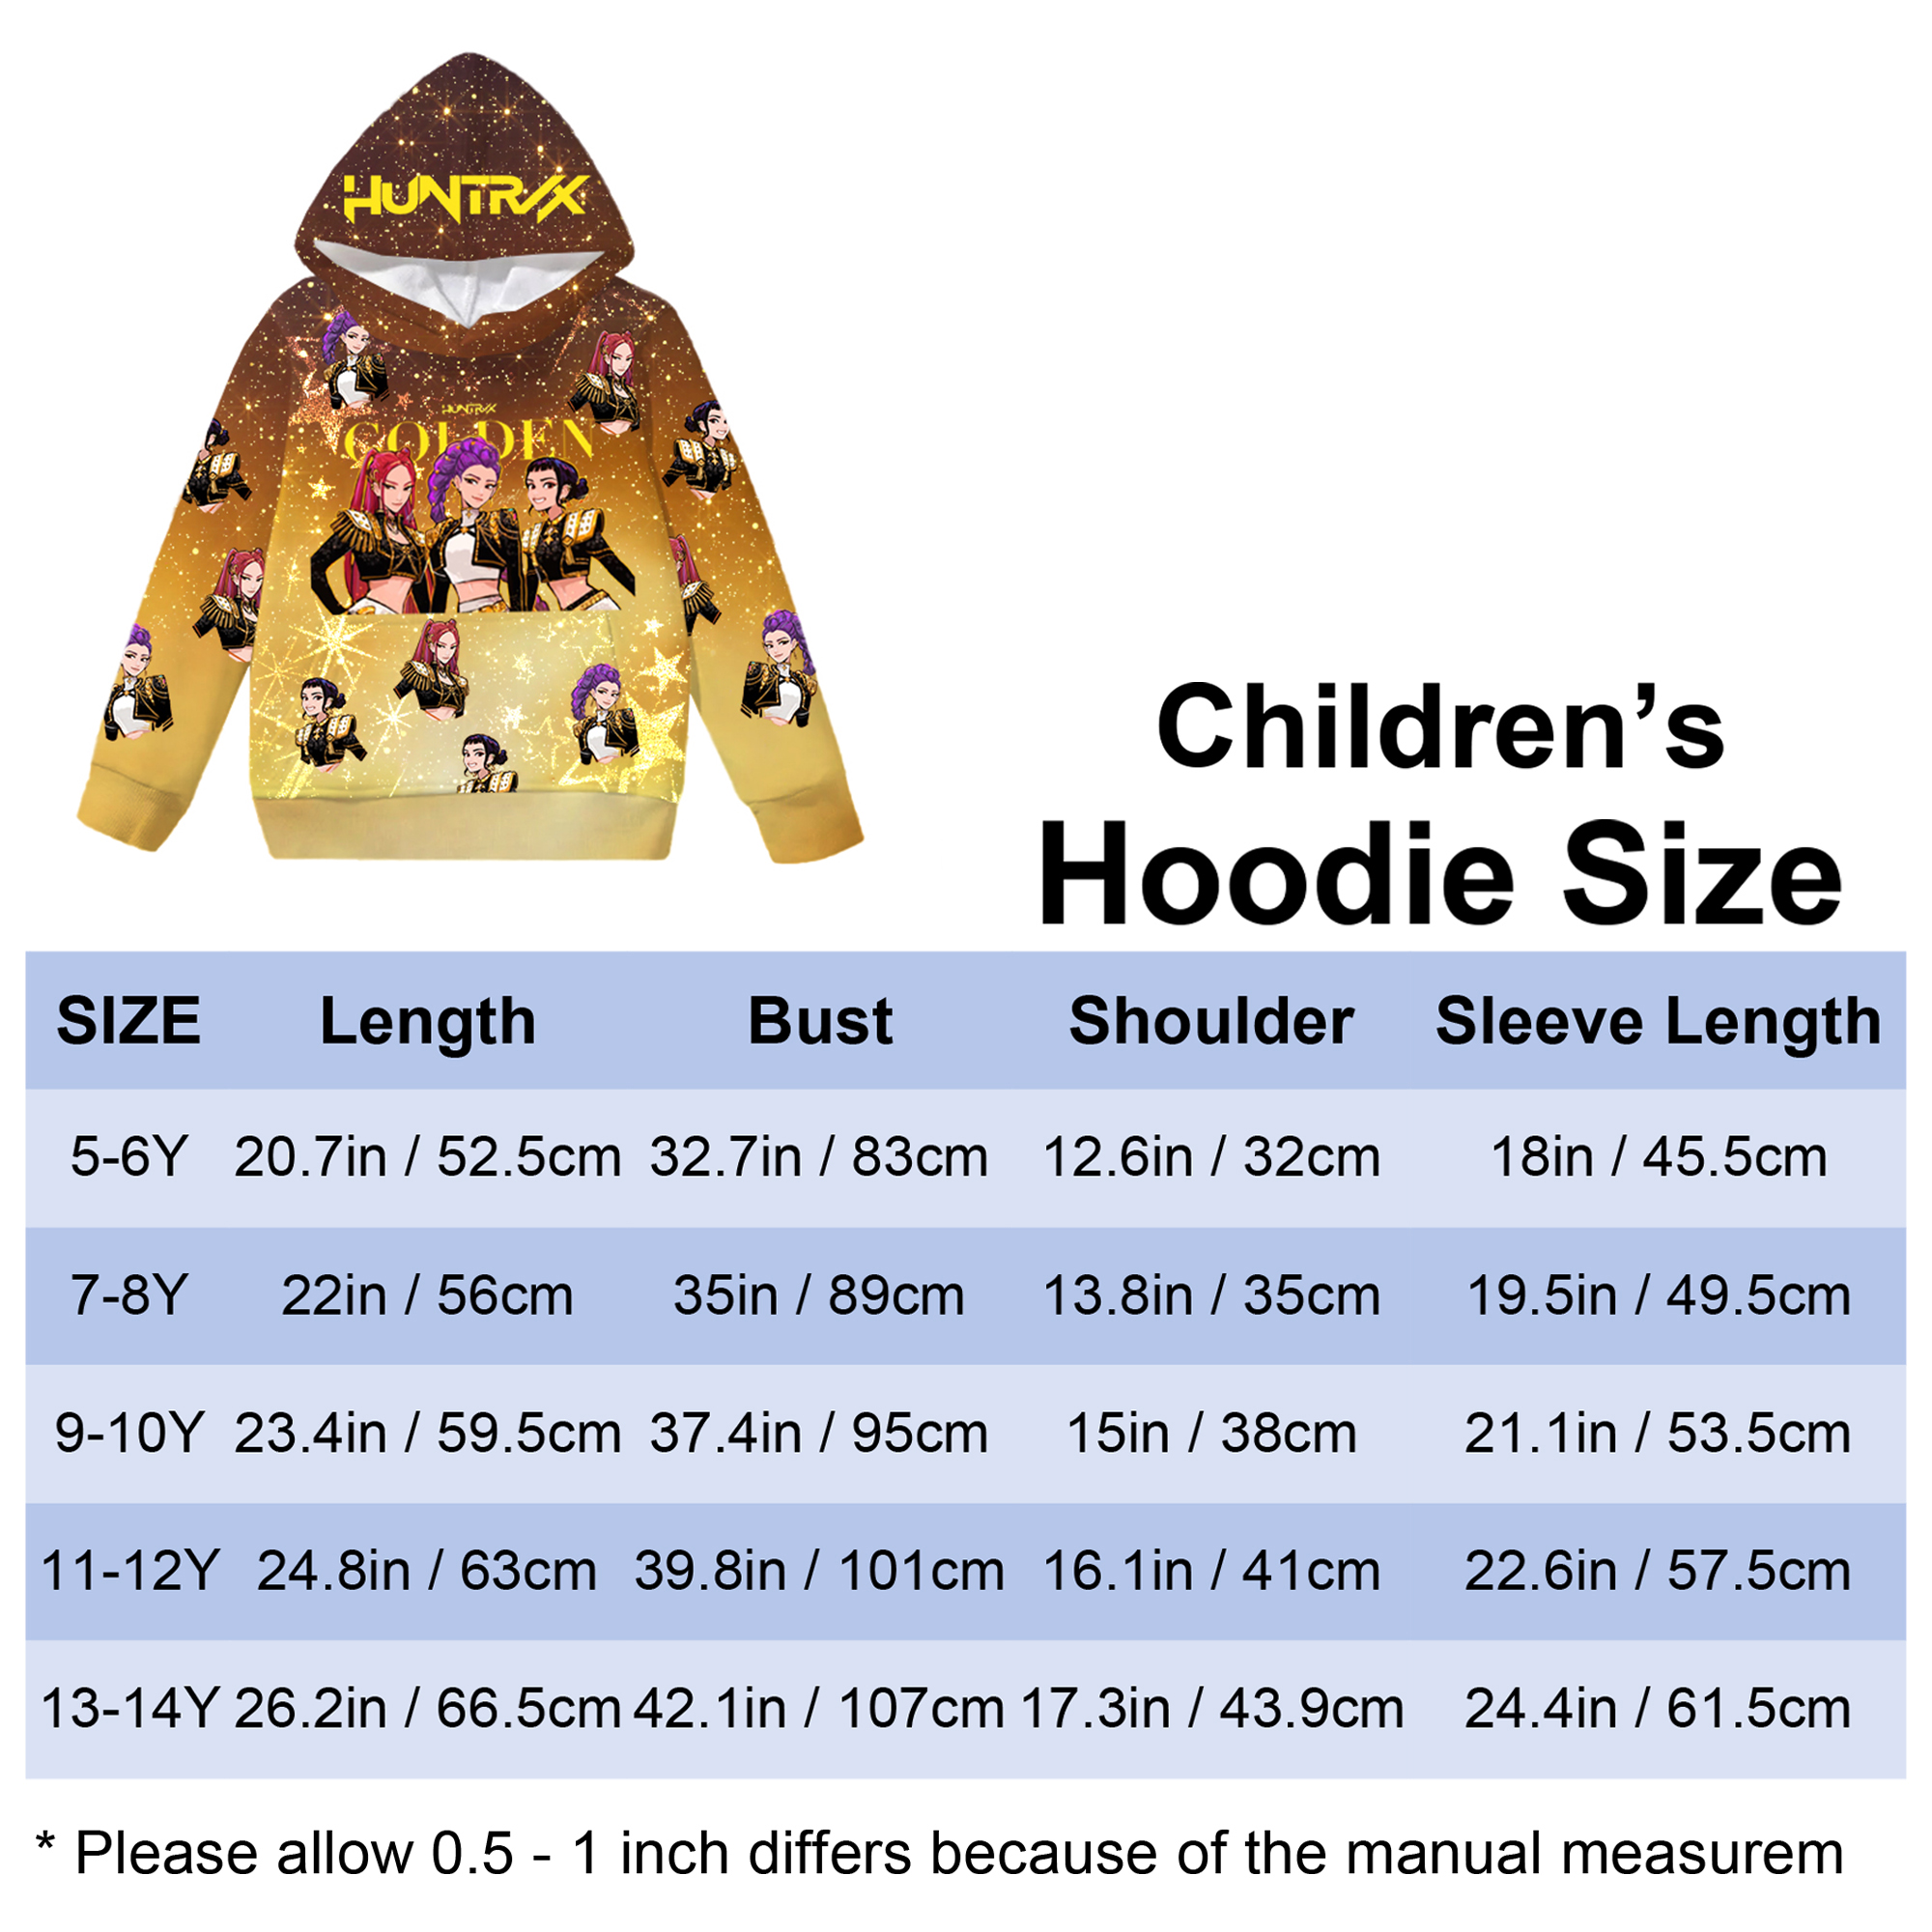 HUNTR/X
HUNTR/X
GOLDEN
Children’s
Hoodie Size
SIZE Length Bust Shoulder Sleeve Length
5-6Y 20.7in / 52.5cm 32.7in / 83cm 12.6in / 32cm 18in / 45.5cm
7-8Y 22in / 56cm 35in / 89cm 13.8in / 35cm 19.5in / 49.5cm
9-10Y 23.4in / 59.5cm 37.4in / 95cm 15in / 38cm 21.1in / 53.5cm
11-12Y 24.8in / 63cm 39.8in / 101cm 16.1in / 41cm 22.6in / 57.5cm
13-14Y 26.2in / 66.5cm 42.1in / 107cm 17.3in / 43.9cm 24.4in / 61.5cm
* Please allow 0.5 - 1 inch differs because of the manual measurem